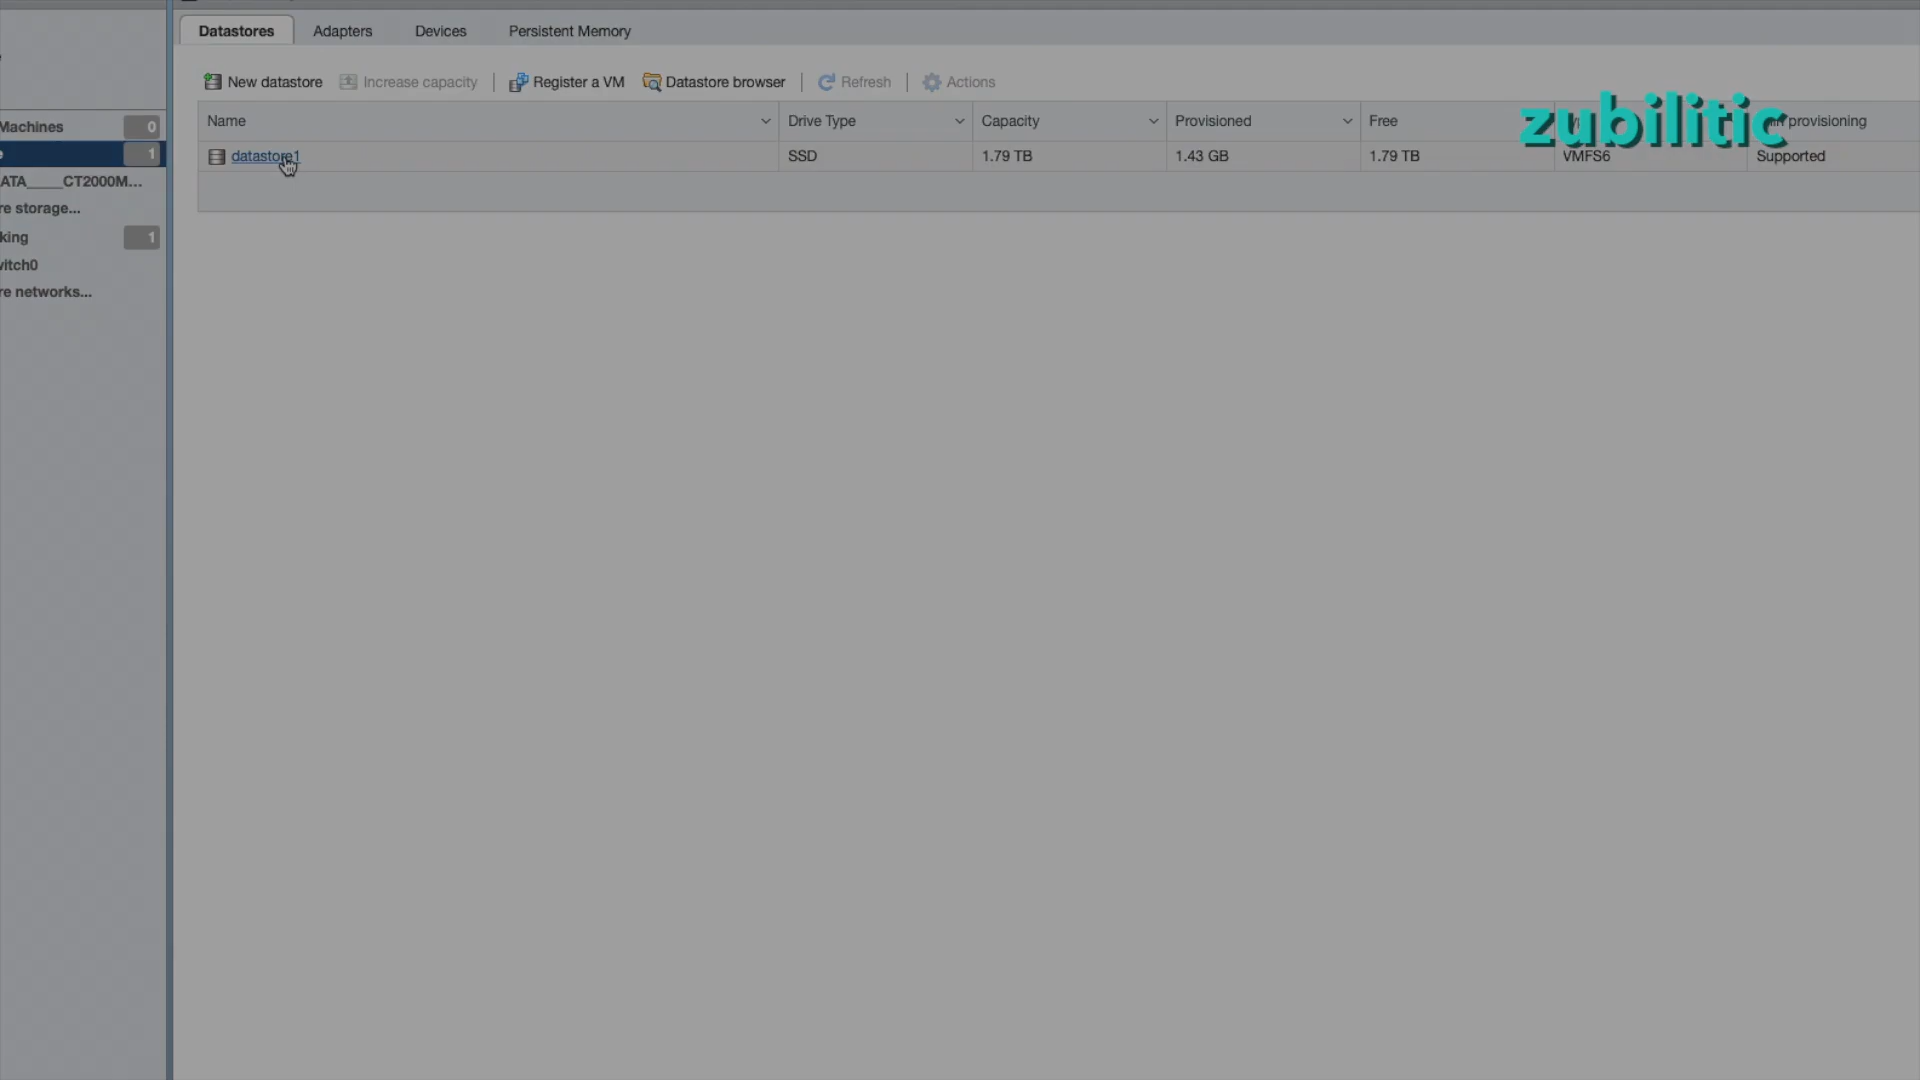 Datastores Adapters Devices Persistent Memory
New datastore Increase capacity Register a VM Datastore browser Refresh Actions
zubilitic
Name Drive Type Capacity Provisioned Free provisioning
datastore1 SSD 1.79 TB 1.43 GB 1.79 TB VMFS6 Supported
Machines 0
e 1
ATA_____CT2000M...
re storage...
king 1
witch0
re networks...